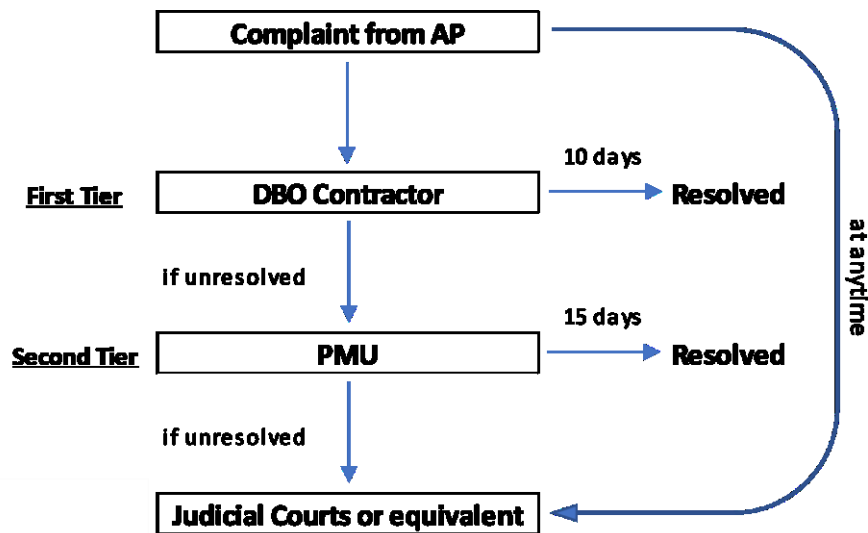 Complaint from AP
10 days
First Tier
DBO Contractor
Resolved
if unresolved
at anytime
15 days
Second Tier
PMU
Resolved
if unresolved
Judicial Courts or equivalent